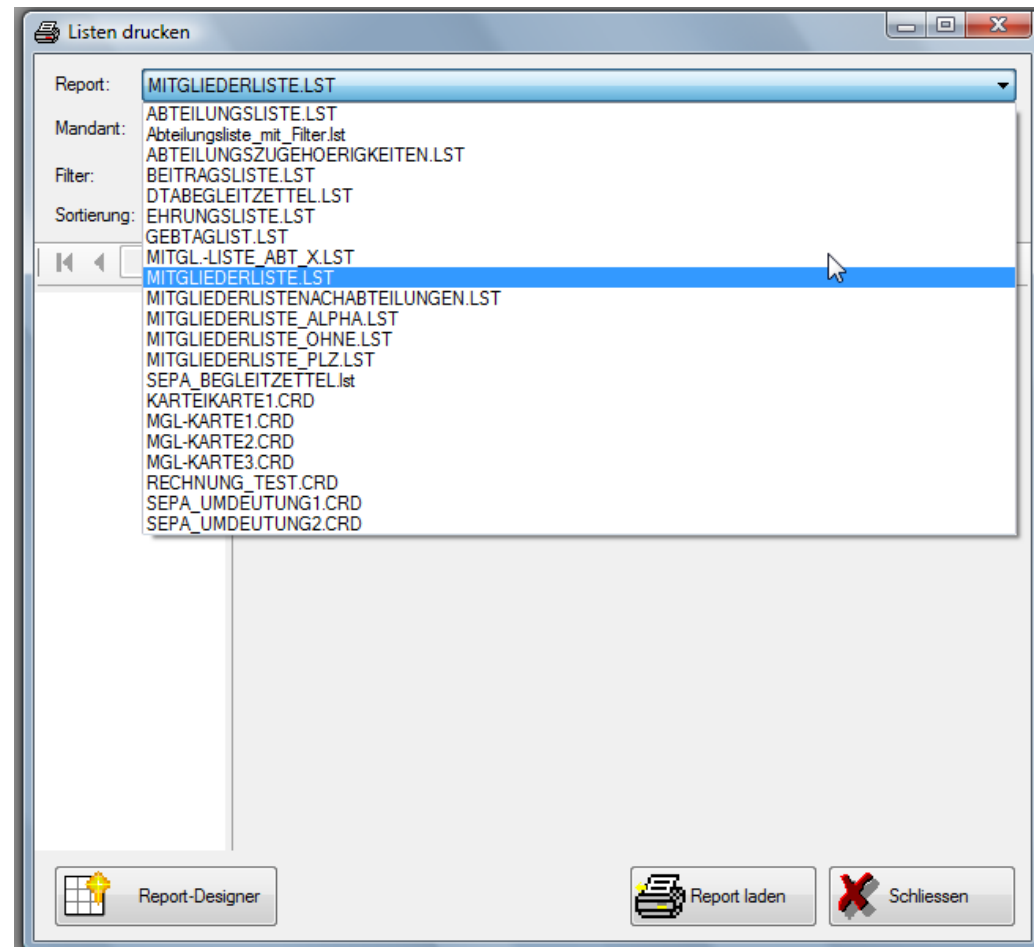 Listen drucken
Report: MITGLIEDERLISTE.LST
Mandant:
Filter:
Sortierung:
ABTEILUNGSLISTE.LST
Abteilungsliste_mit_Filter.lst
ABTEILUNGSZUGEHOERIGKEITEN.LST
BEITRAGSLISTE.LST
DTABEGLEITZETTEL.LST
EHRUNGSLISTE.LST
GEBTAGLIST.LST
MITGL.-LISTE_ABT_X.LST
MITGLIEDERLISTE.LST
MITGLIEDERLISTENACHABTEILUNGEN.LST
MITGLIEDERLISTE_ALPHA.LST
MITGLIEDERLISTE_OHNE.LST
MITGLIEDERLISTE_PLZ.LST
SEPA_BEGLEITZETTEL.lst
KARTEIKARTE1.CRD
MGL-KARTE1.CRD
MGL-KARTE2.CRD
MGL-KARTE3.CRD
RECHNUNG_TEST.CRD
SEPA_UMDEUTUNG1.CRD
SEPA_UMDEUTUNG2.CRD
Report-Designer
Report laden
Schliessen